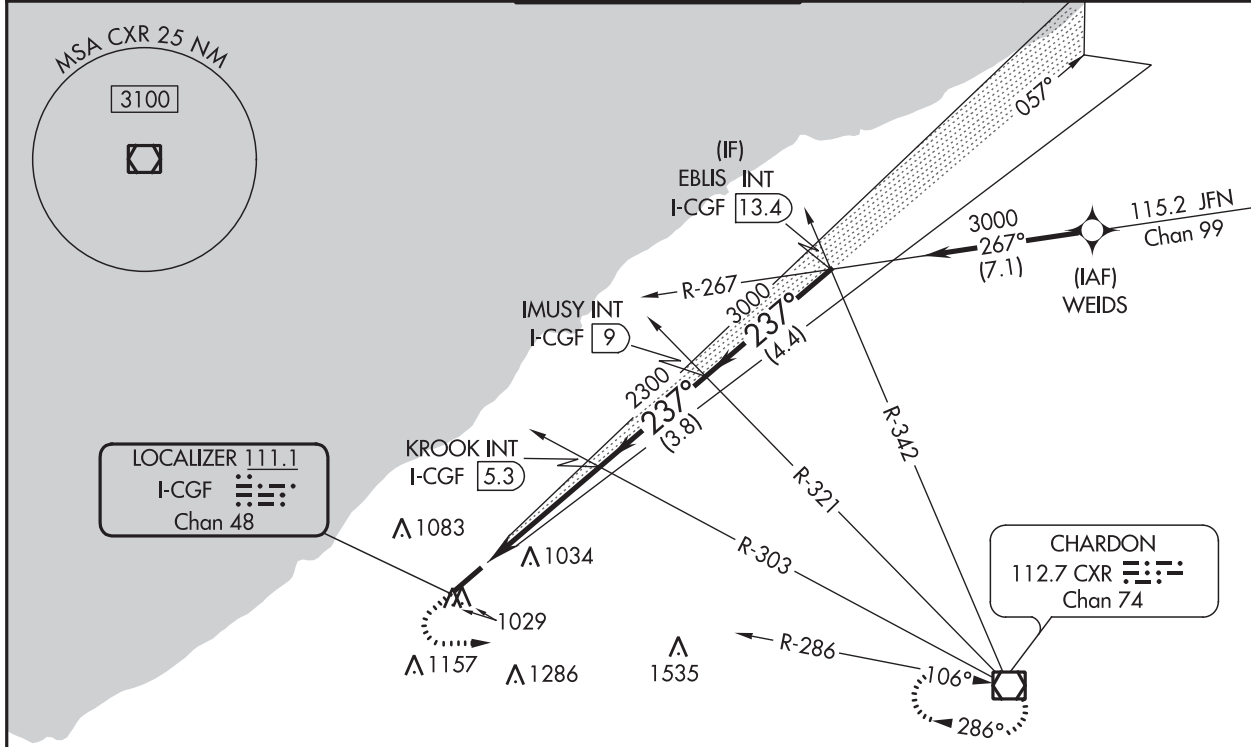 MSA CXR 25 NM
3100
057°
(IF)
EBLIS INT
I-CGF 13.4
3000
267°
(7.1)
115.2 JFN
Chan 99
(IAF)
WEIDS
R-267
IMUSY INT
I-CGF 9
3000
237°
(4.4)
2300
237°
(3.8)
R-342
KROOK INT
I-CGF 5.3
R-321
LOCALIZER 111.1
I-CGF
Chan 48
R-303
1083
1034
1029
CHARDON
112.7 CXR
Chan 74
R-286
106°
286°
1157
1286
1535